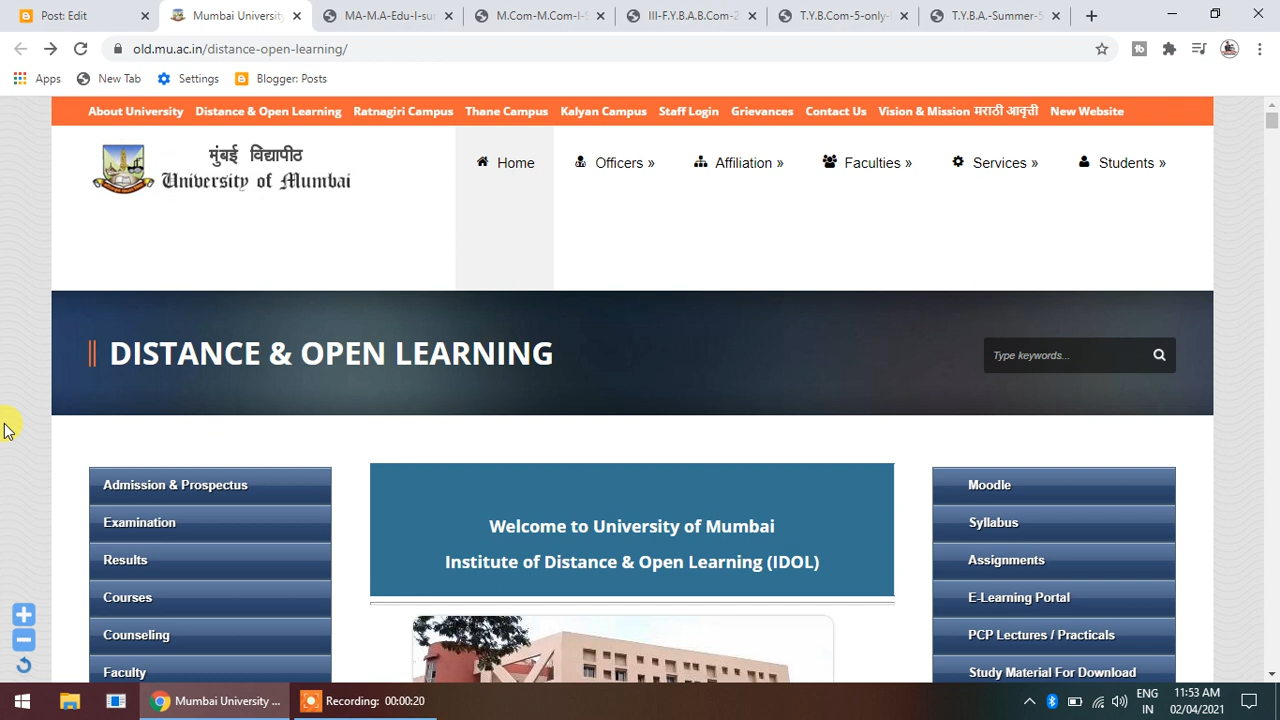 Post: Edit
Mumbai University
MA-M.A-Edu-I-su
M.Com-M.Com-I-S
III-F.Y.B.A.B.Com-2
T.Y.B.Com-5-only-
T.Y.B.A.-Summer-5
old.mu.ac.in/distance-open-learning/
Apps
New Tab
Settings
Blogger: Posts
About University Distance & Open Learning Ratnagiri Campus Thane Campus Kalyan Campus Staff Login Grievances Contact Us Vision & Mission मराठी आवृत्ती New Website
मुंबई विद्यापीठ
University of Mumbai
Home
Officers »
Affiliation »
Faculties »
Services »
Students »
DISTANCE & OPEN LEARNING
Type keywords...
Admission & Prospectus
Examination
Results
Courses
Counseling
Faculty
Welcome to University of Mumbai
Institute of Distance & Open Learning (IDOL)
Moodle
Syllabus
Assignments
E-Learning Portal
PCP Lectures / Practicals
Study Material For Download
Mumbai University ...
Recording: 00:00:20
ENG
IN
11:53 AM
02/04/2021